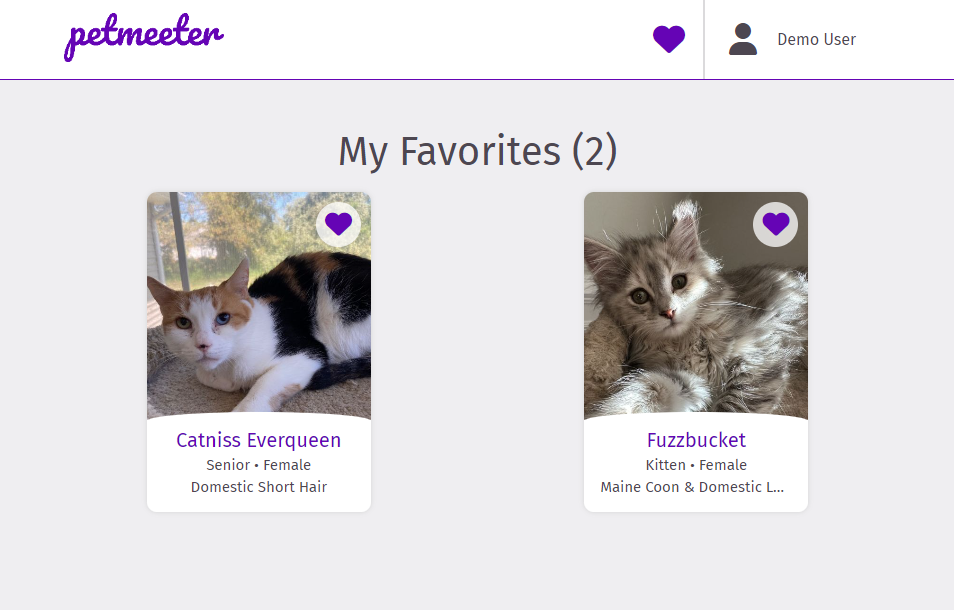 petmeeter
Demo User
My Favorites (2)
Catniss Everqueen
Senior • Female
Domestic Short Hair
Fuzzbucket
Kitten • Female
Maine Coon & Domestic L...